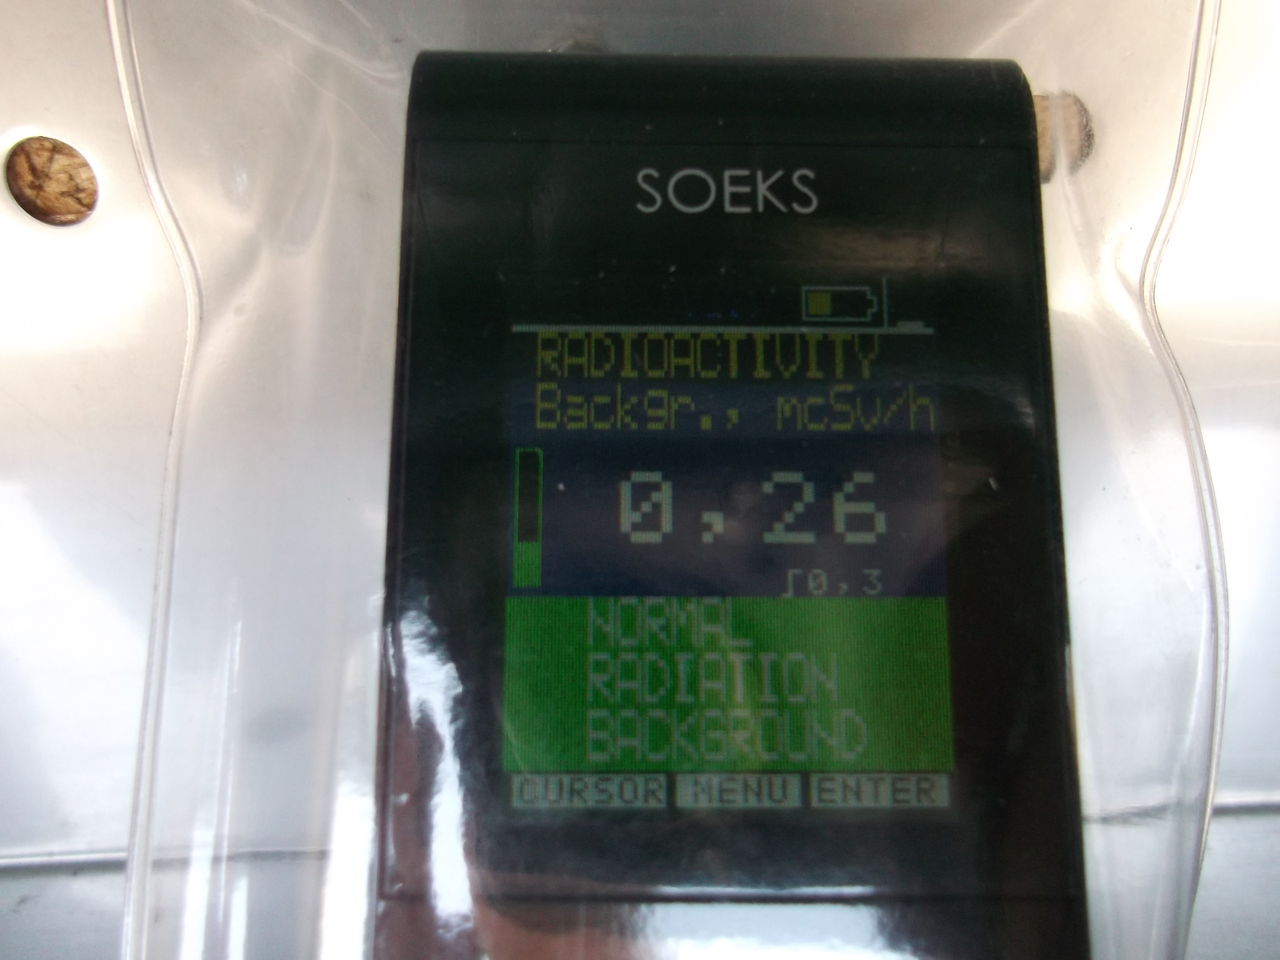 SOEKS
RADIOACTIVITY
Backgr., mcSv/h
0,26
⌈0,3
NORMAL
RADIATION
BACKGROUND
CURSOR MENU ENTER